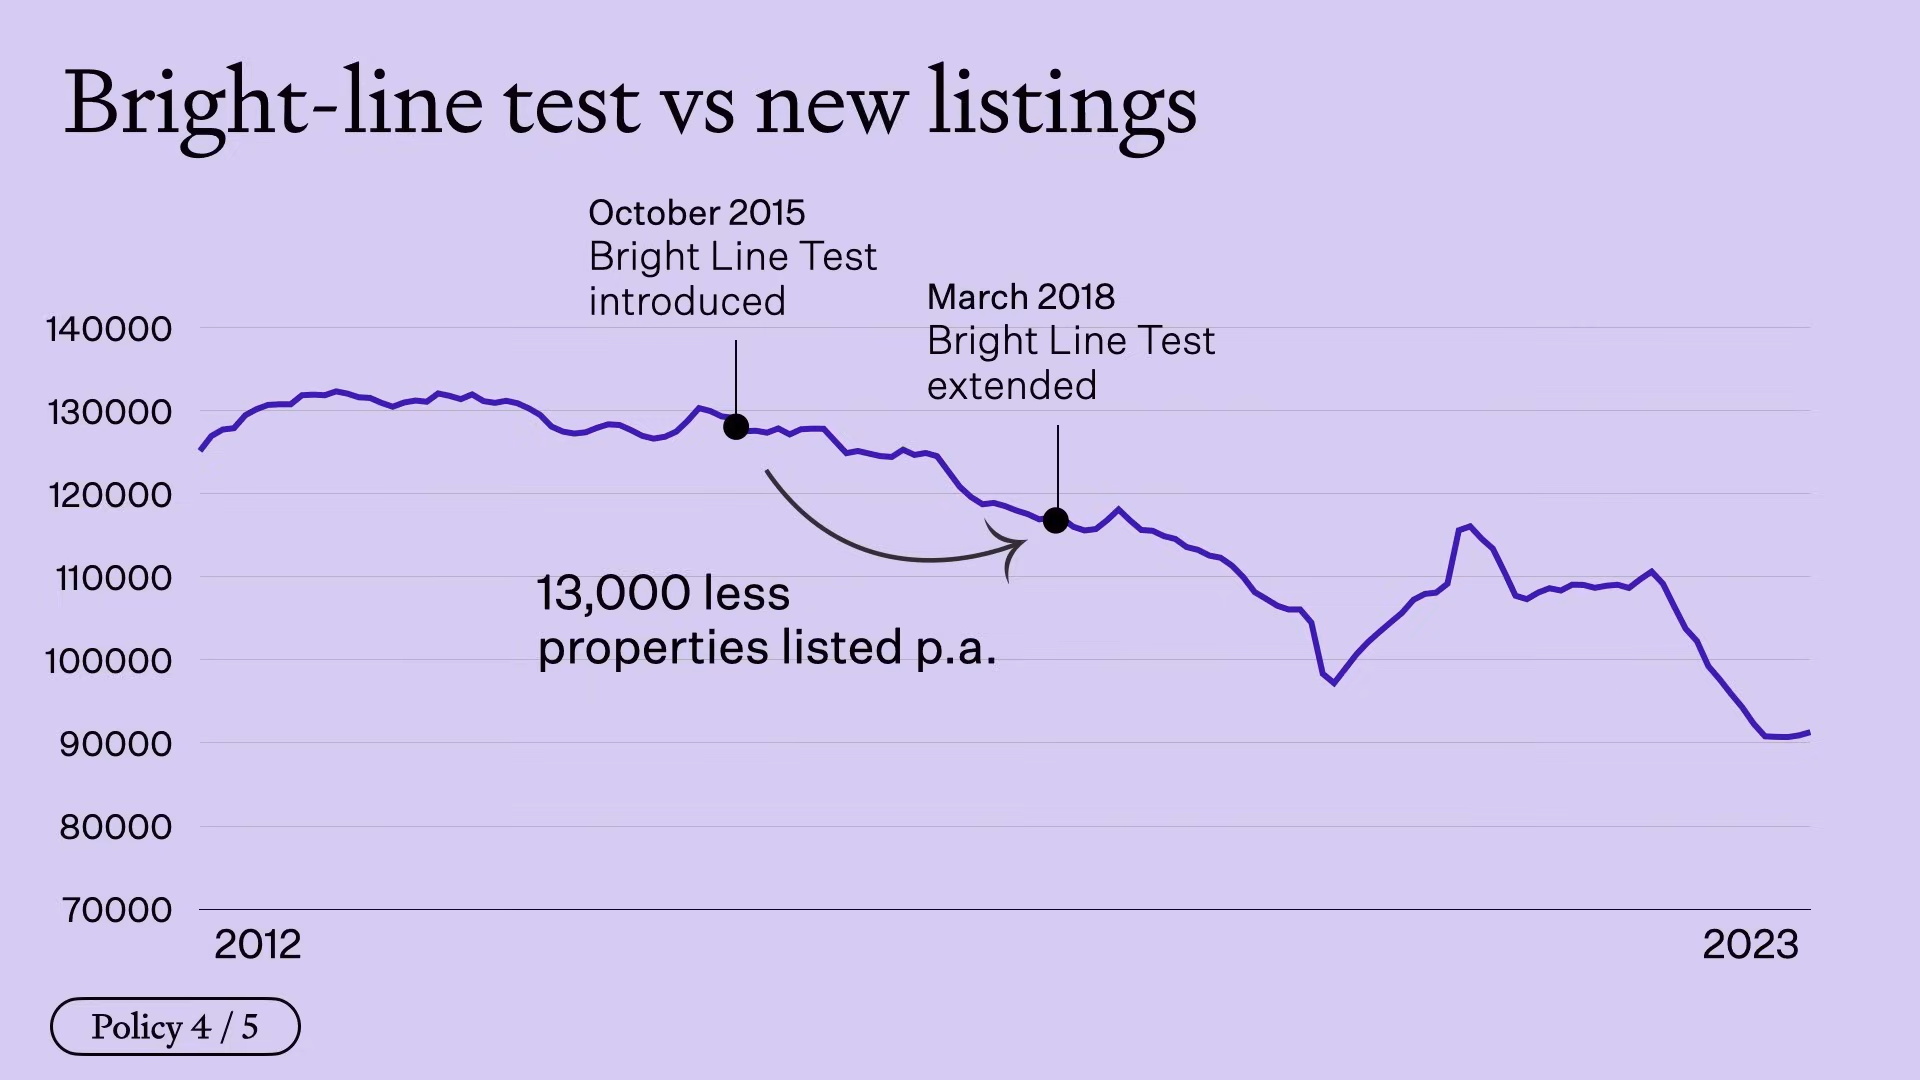 Bright-line test vs new listings
October 2015
Bright Line Test
introduced
March 2018
Bright Line Test
extended
140000
130000
120000
110000
100000
90000
80000
70000
13,000 less
properties listed p.a.
2012
2023
Policy 4 / 5